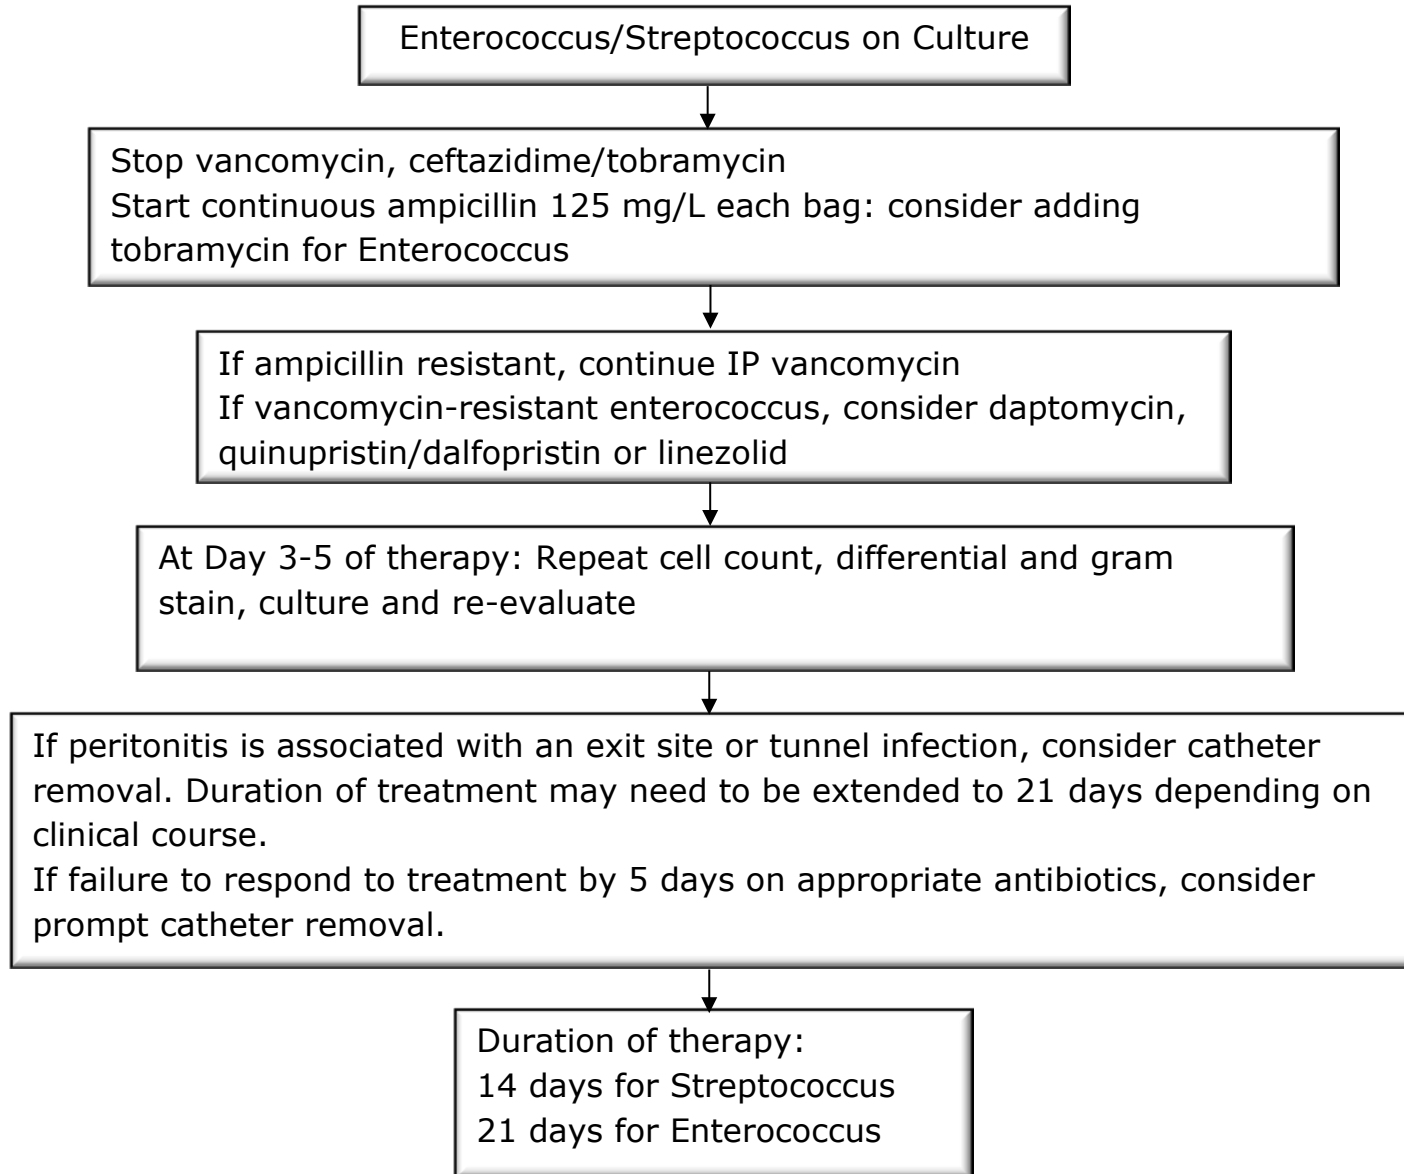 Enterococcus/Streptococcus on Culture
Stop vancomycin, ceftazidime/tobramycin
Start continuous ampicillin 125 mg/L each bag: consider adding
tobramycin for Enterococcus
If ampicillin resistant, continue IP vancomycin
If vancomycin-resistant enterococcus, consider daptomycin,
quinupristin/dalfopristin or linezolid
At Day 3-5 of therapy: Repeat cell count, differential and gram
stain, culture and re-evaluate
If peritonitis is associated with an exit site or tunnel infection, consider catheter
removal. Duration of treatment may need to be extended to 21 days depending on
clinical course.
If failure to respond to treatment by 5 days on appropriate antibiotics, consider
prompt catheter removal.
Duration of therapy:
14 days for Streptococcus
21 days for Enterococcus